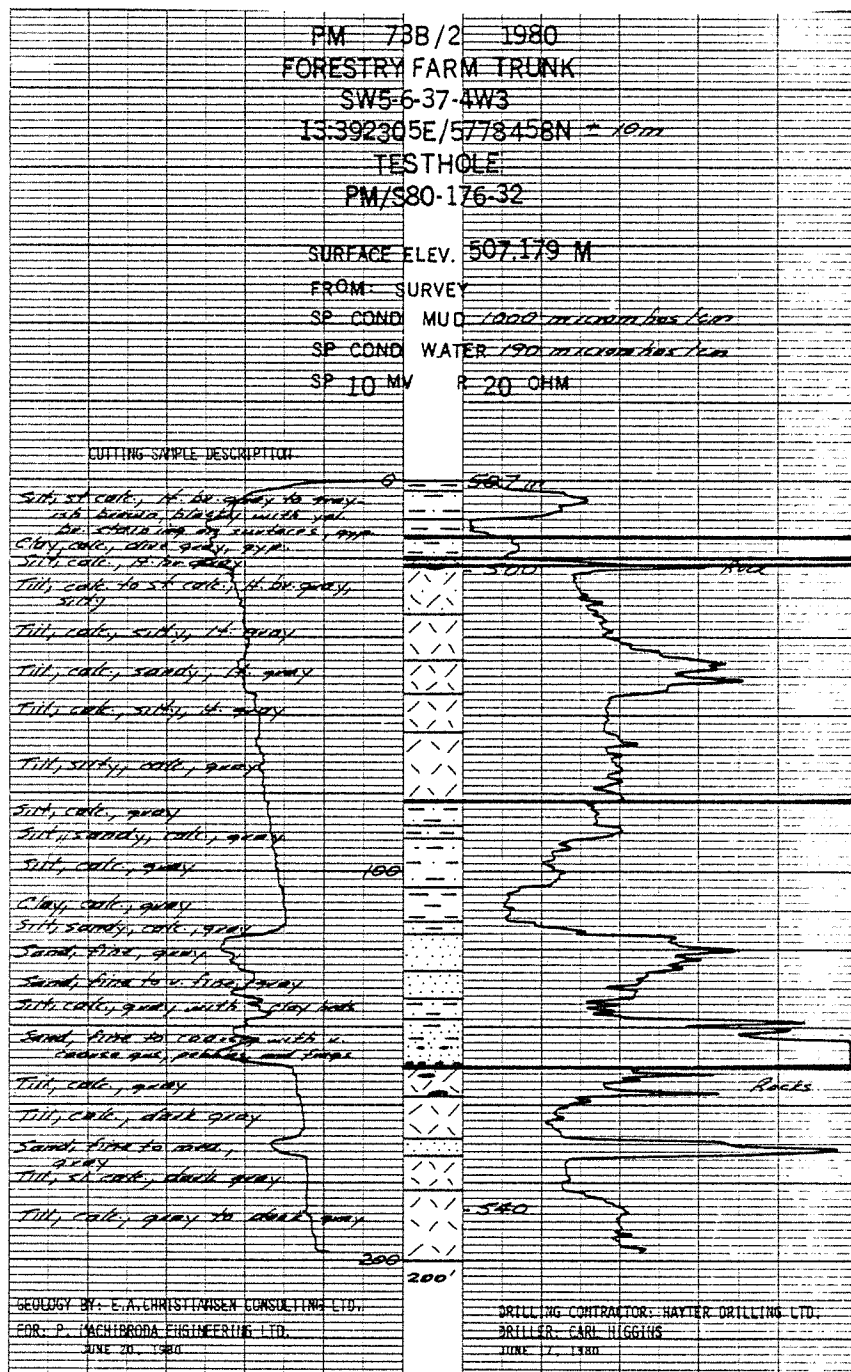 PM 73B/2 1980
FORESTRY FARM TRUNK
SW5-6-37-4W3
13:392305E/5778458N ± 10m
TESTHOLE
PM/S80-176-32
SURFACE ELEV. 507.179 M
FROM: SURVEY
SP COND MUD 1000 micromhos/cm
SP COND WATER 190 micromhos/cm
SP 10 MV R 20 OHM
CUTTING SAMPLE DESCRIPTION
0 507 m
Silt, st calc., lt. br. gray to gray-
ish brown, blocky with yel.
br. staining on surfaces, gyp.
Clay, calc., olive gray, gyp.
Silt, calc., lt. br. gray
500 Rock
Till, calc. to st calc., lt. br. gray,
silty
Till, calc., silty, lt. gray
Till, calc., sandy, lt. gray
Till, calc., silty, lt. gray
Till, silty, calc., gray
Silt, calc., gray
Silt, sandy, calc., gray
Silt, calc., gray
100
Clay, calc., gray
Silt, sandy, calc., gray
Sand, fine, gray
Sand, fine to v. fine, gray
Silt, calc., gray with clay beds
Sand, fine to coarse with v.
coarse gns, pebbles and frags
Till, calc., gray
Rocks
Till, calc., dark gray
Sand, fine to med.,
gray
Till, st calc., dark gray
Till, calc., gray to dark gray
540
200
200'
GEOLOGY BY: E.A.CHRISTIANSEN CONSULTING LTD.
FOR: P. MACHIBRODA ENGINEERING LTD.
JUNE 20, 1980
DRILLING CONTRACTOR: HAYTER DRILLING LTD.
DRILLER: CARL HIGGINS
JUNE 17, 1980